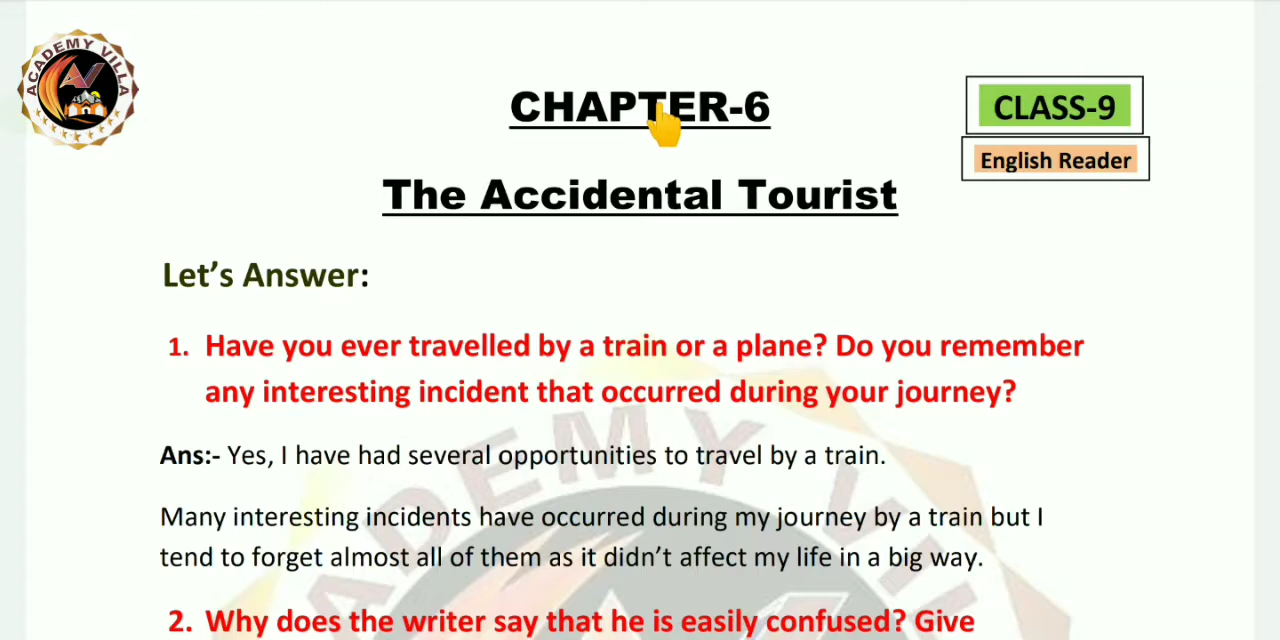 ACADEMY VILLA
CHAPTER-6
CLASS-9
English Reader
The Accidental Tourist
Let's Answer:
1. Have you ever travelled by a train or a plane? Do you remember
any interesting incident that occurred during your journey?
Ans:- Yes, I have had several opportunities to travel by a train.
Many interesting incidents have occurred during my journey by a train but I
tend to forget almost all of them as it didn't affect my life in a big way.
2. Why does the writer say that he is easily confused? Give
ADEMY VIL